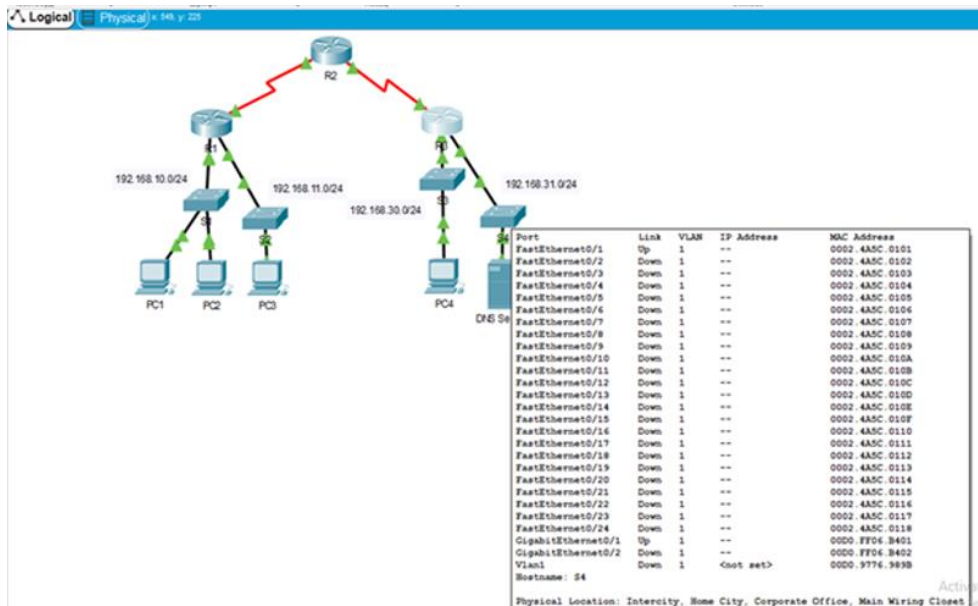 Logical
Physical
x: 549, y: 225
R2
R1
R3
192.168.10.0/24
192.168.11.0/24
192.168.30.0/24
192.168.31.0/24
S1
S2
S3
S4
PC1
PC2
PC3
PC4
DNS Se
Port Link VLAN IP Address MAC Address
FastEthernet0/1 Up 1 -- 0002.4A5C.0101
FastEthernet0/2 Down 1 -- 0002.4A5C.0102
FastEthernet0/3 Down 1 -- 0002.4A5C.0103
FastEthernet0/4 Down 1 -- 0002.4A5C.0104
FastEthernet0/5 Down 1 -- 0002.4A5C.0105
FastEthernet0/6 Down 1 -- 0002.4A5C.0106
FastEthernet0/7 Down 1 -- 0002.4A5C.0107
FastEthernet0/8 Down 1 -- 0002.4A5C.0108
FastEthernet0/9 Down 1 -- 0002.4A5C.0109
FastEthernet0/10 Down 1 -- 0002.4A5C.010A
FastEthernet0/11 Down 1 -- 0002.4A5C.010B
FastEthernet0/12 Down 1 -- 0002.4A5C.010C
FastEthernet0/13 Down 1 -- 0002.4A5C.010D
FastEthernet0/14 Down 1 -- 0002.4A5C.010E
FastEthernet0/15 Down 1 -- 0002.4A5C.010F
FastEthernet0/16 Down 1 -- 0002.4A5C.0110
FastEthernet0/17 Down 1 -- 0002.4A5C.0111
FastEthernet0/18 Down 1 -- 0002.4A5C.0112
FastEthernet0/19 Down 1 -- 0002.4A5C.0113
FastEthernet0/20 Down 1 -- 0002.4A5C.0114
FastEthernet0/21 Down 1 -- 0002.4A5C.0115
FastEthernet0/22 Down 1 -- 0002.4A5C.0116
FastEthernet0/23 Down 1 -- 0002.4A5C.0117
FastEthernet0/24 Down 1 -- 0002.4A5C.0118
GigabitEthernet0/1 Up 1 -- 00D0.FF06.B401
GigabitEthernet0/2 Down 1 -- 00D0.FF06.B402
Vlan1 Down 1 <not set> 00D0.9776.989B
Hostname: S4
Activ
Physical Location: Intercity, Home City, Corporate Office, Main Wiring Closet